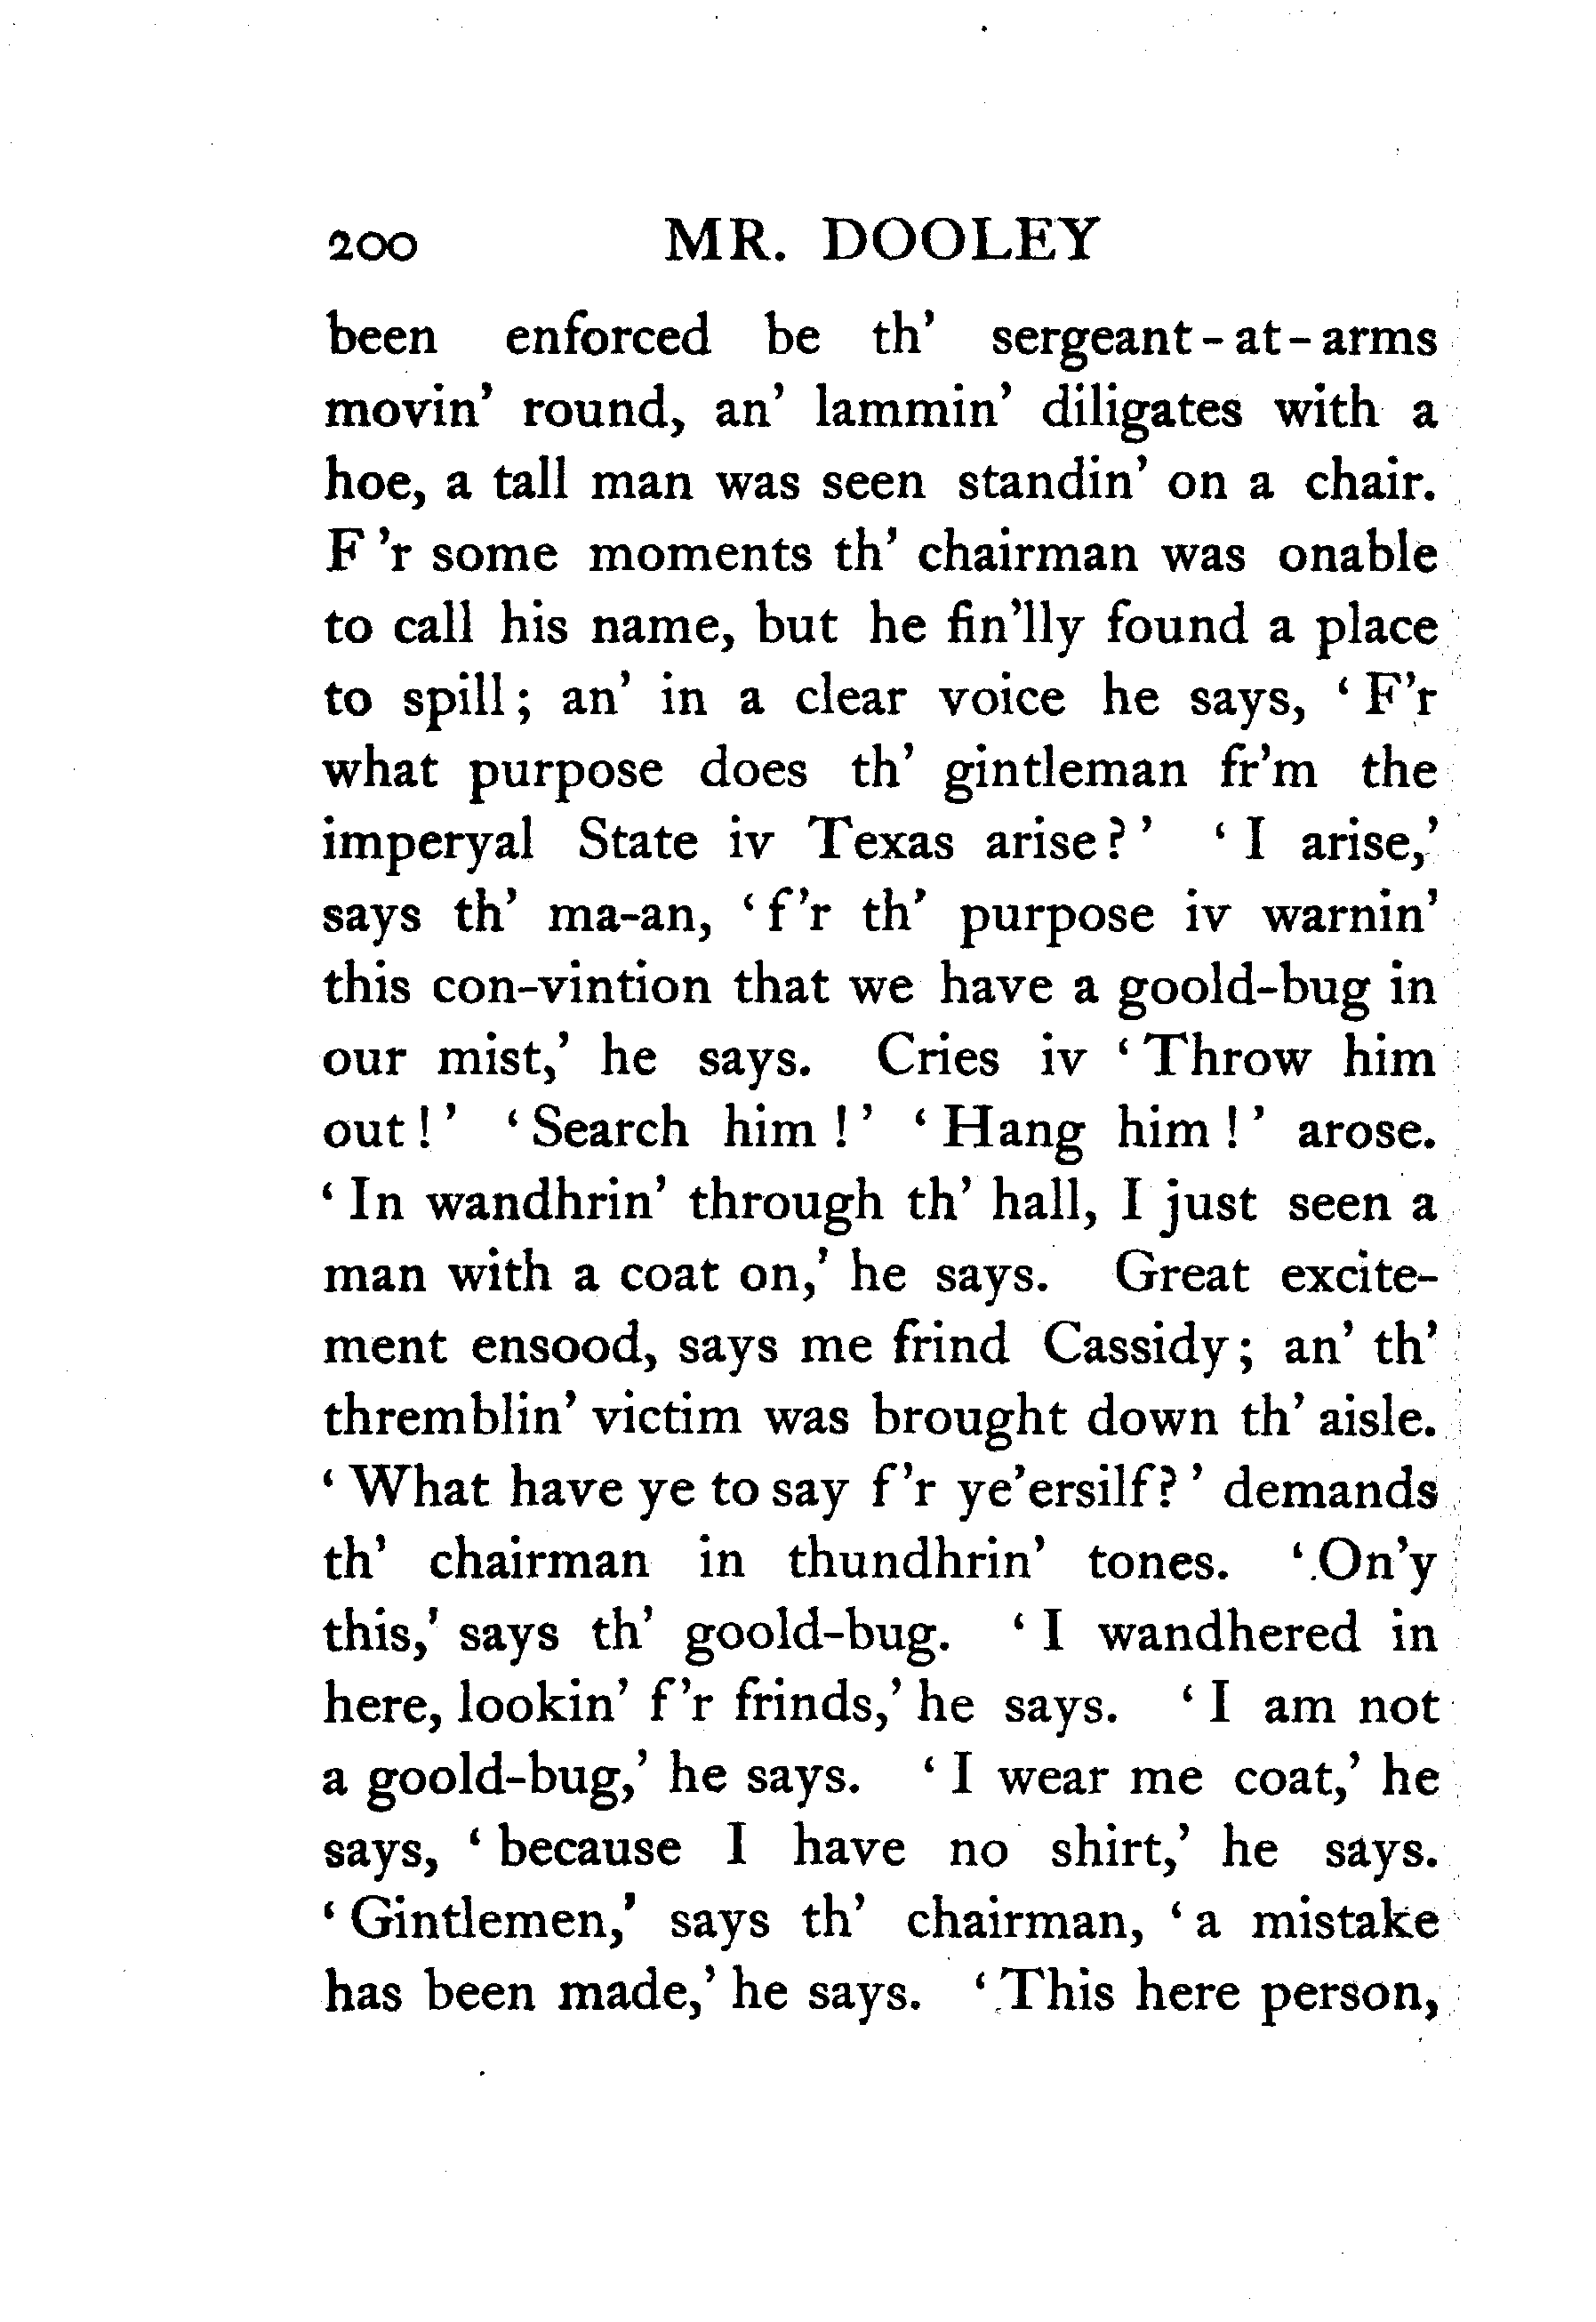 200 MR. DOOLEY
been enforced be th' sergeant-at-arms
movin' round, an' lammin' diligates with a
hoe, a tall man was seen standin' on a chair.
F'r some moments th' chairman was onable
to call his name, but he fin'lly found a place
to spill; an' in a clear voice he says, 'F'r
what purpose does th' gintleman fr'm the
imperyal State iv Texas arise?' 'I arise,'
says th' ma-an, 'f'r th' purpose iv warnin'
this con-vintion that we have a goold-bug in
our mist,' he says. Cries iv 'Throw him
out!' 'Search him!' 'Hang him!' arose.
'In wandhrin' through th' hall, I just seen a
man with a coat on,' he says. Great excite-
ment ensood, says me frind Cassidy; an' th'
thremblin' victim was brought down th' aisle.
'What have ye to say f'r ye'ersilf?' demands
th' chairman in thundhrin' tones. 'On'y
this,' says th' goold-bug. 'I wandhered in
here, lookin' f'r frinds,' he says. 'I am not
a goold-bug,' he says. 'I wear me coat,' he
says, 'because I have no shirt,' he says.
'Gintlemen,' says th' chairman, 'a mistake
has been made,' he says. 'This here person,